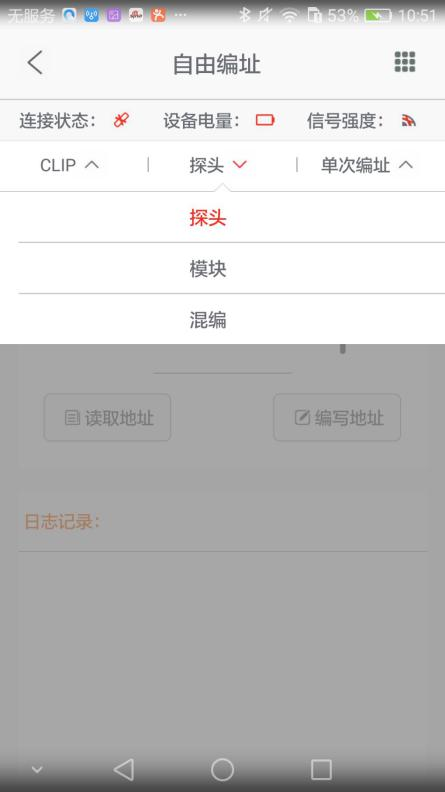 无服务 53% 10:51
自由编址
连接状态： 设备电量： 信号强度：
CLIP 探头 单次编址
探头
模块
混编
读取地址 编写地址
日志记录：